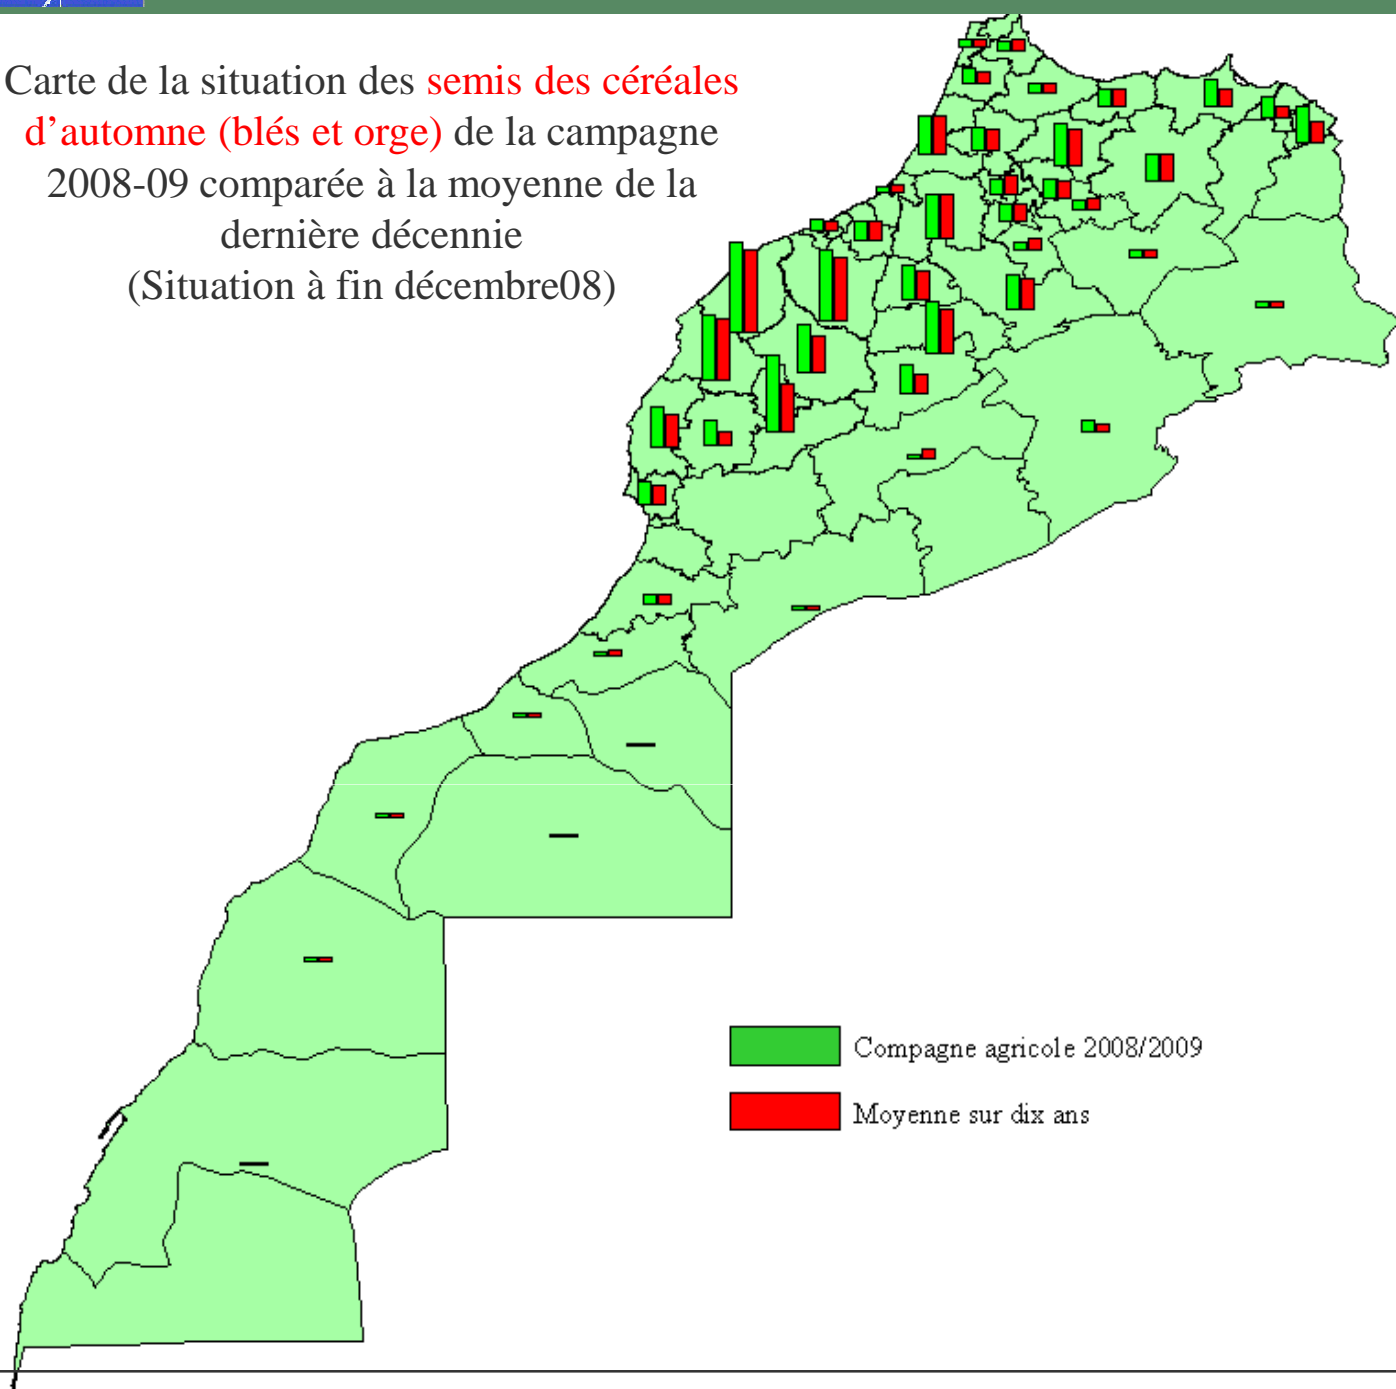 Carte de la situation des semis des céréales
d’automne (blés et orge) de la campagne
2008-09 comparée à la moyenne de la
dernière décennie
(Situation à fin décembre08)
Compagne agricole 2008/2009
Moyenne sur dix ans